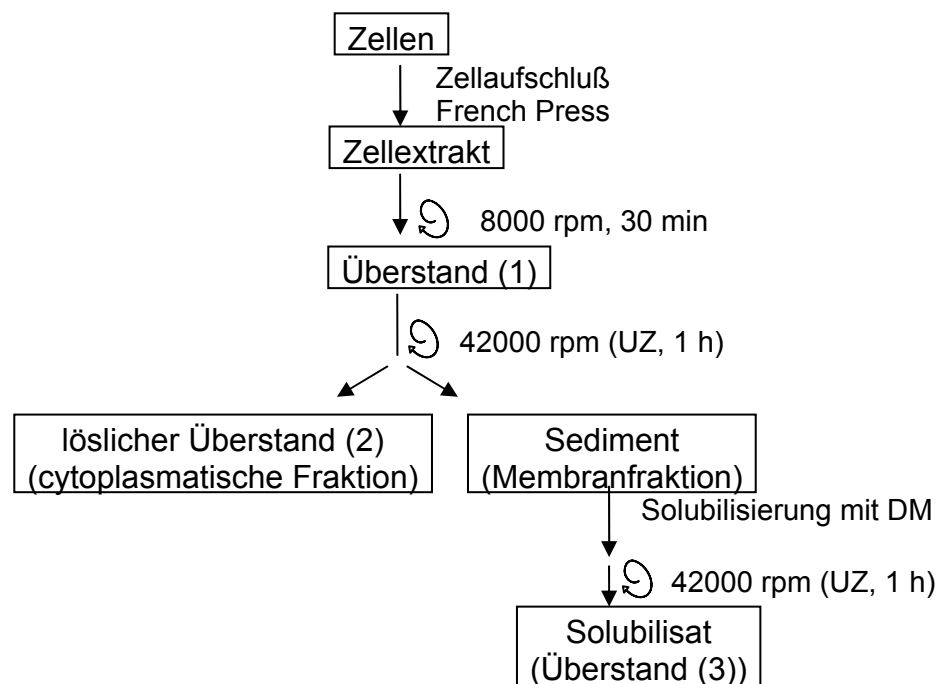 Zellen
Zellaufschluß
French Press
Zellextrakt
8000 rpm, 30 min
Überstand (1)
42000 rpm (UZ, 1 h)
löslicher Überstand (2)
(cytoplasmatische Fraktion)
Sediment
(Membranfraktion)
Solubilisierung mit DM
42000 rpm (UZ, 1 h)
Solubilisat
(Überstand (3))